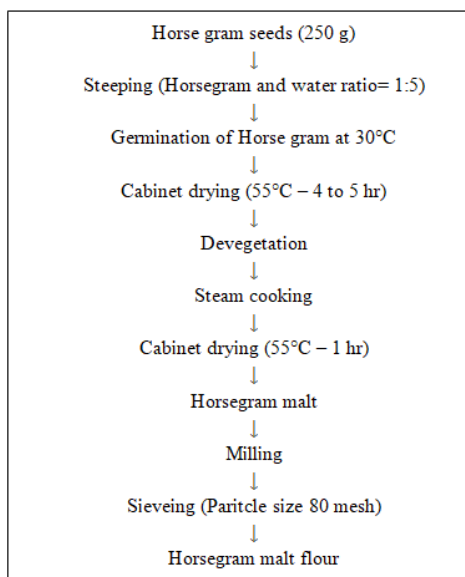 Horse gram seeds (250 g)
↓
Steeping (Horsegram and water ratio= 1:5)
↓
Germination of Horse gram at 30°C
↓
Cabinet drying (55°C – 4 to 5 hr)
↓
Devegetation
↓
Steam cooking
↓
Cabinet drying (55°C – 1 hr)
↓
Horsegram malt
↓
Milling
↓
Sieveing (Paritcle size 80 mesh)
↓
Horsegram malt flour